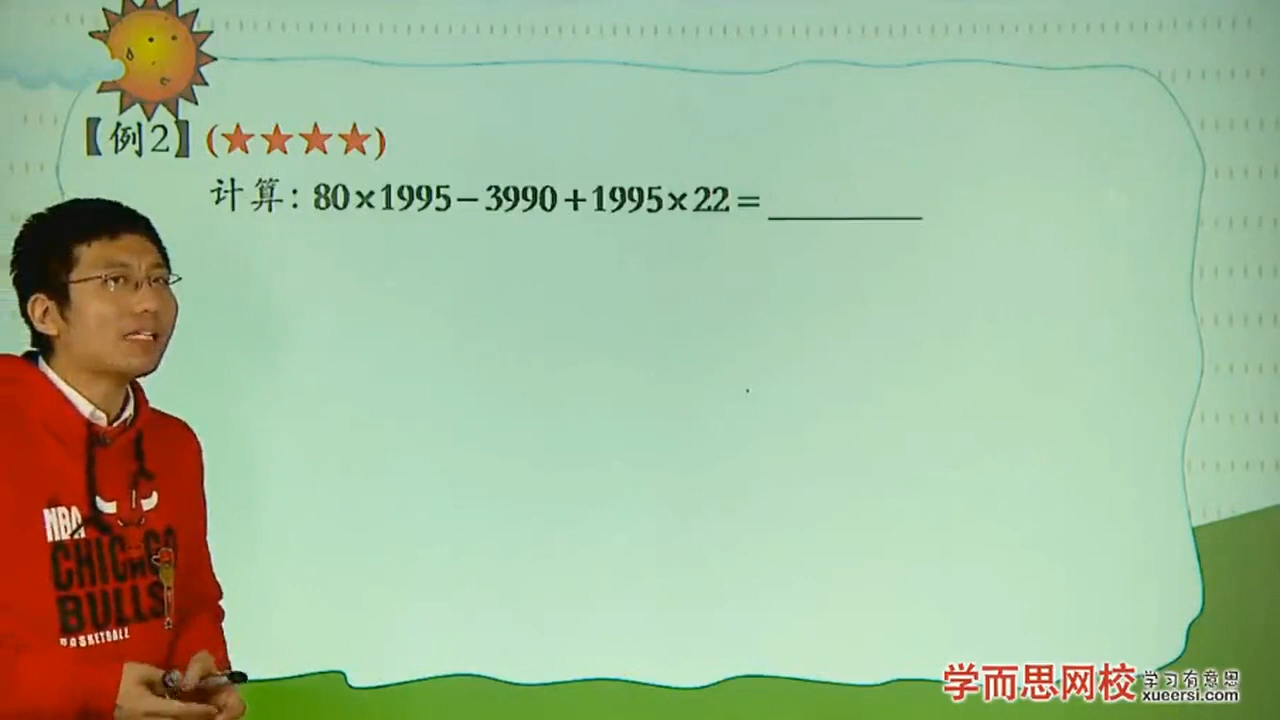 【例2】(★★★★)
计算：80×1995−3990+1995×22=
NBA
CHICAGO
BULLS
BASKETBALL
学而思网校 学习有意思
xueersi.com